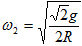 ω₂ = √(√2g / 2R)